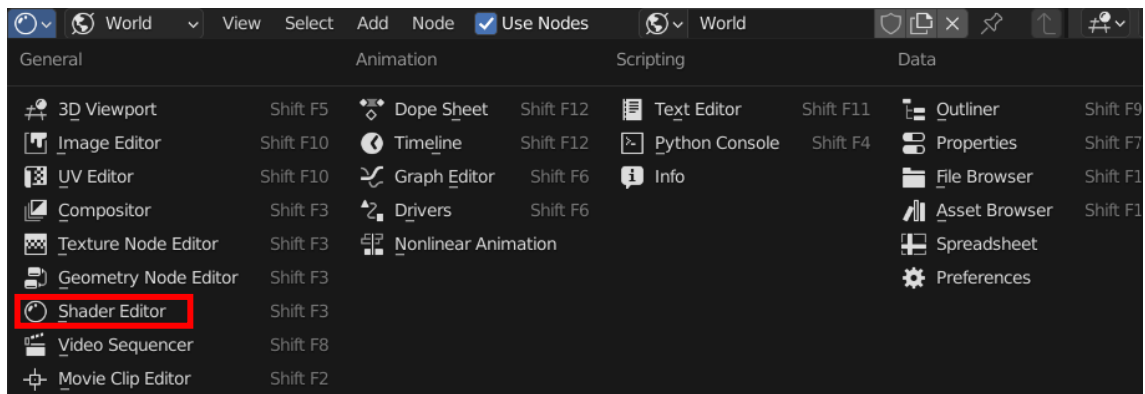 World View Select Add Node Use Nodes World
General Animation Scripting Data
3D Viewport Shift F5 Dope Sheet Shift F12 Text Editor Shift F11 Outliner Shift F9
Image Editor Shift F10 Timeline Shift F12 Python Console Shift F4 Properties Shift F7
UV Editor Shift F10 Graph Editor Shift F6 Info File Browser Shift F1
Compositor Shift F3 Drivers Shift F6 Asset Browser Shift F1
Texture Node Editor Shift F3 Nonlinear Animation Spreadsheet
Geometry Node Editor Shift F3 Preferences
Shader Editor Shift F3
Video Sequencer Shift F8
Movie Clip Editor Shift F2